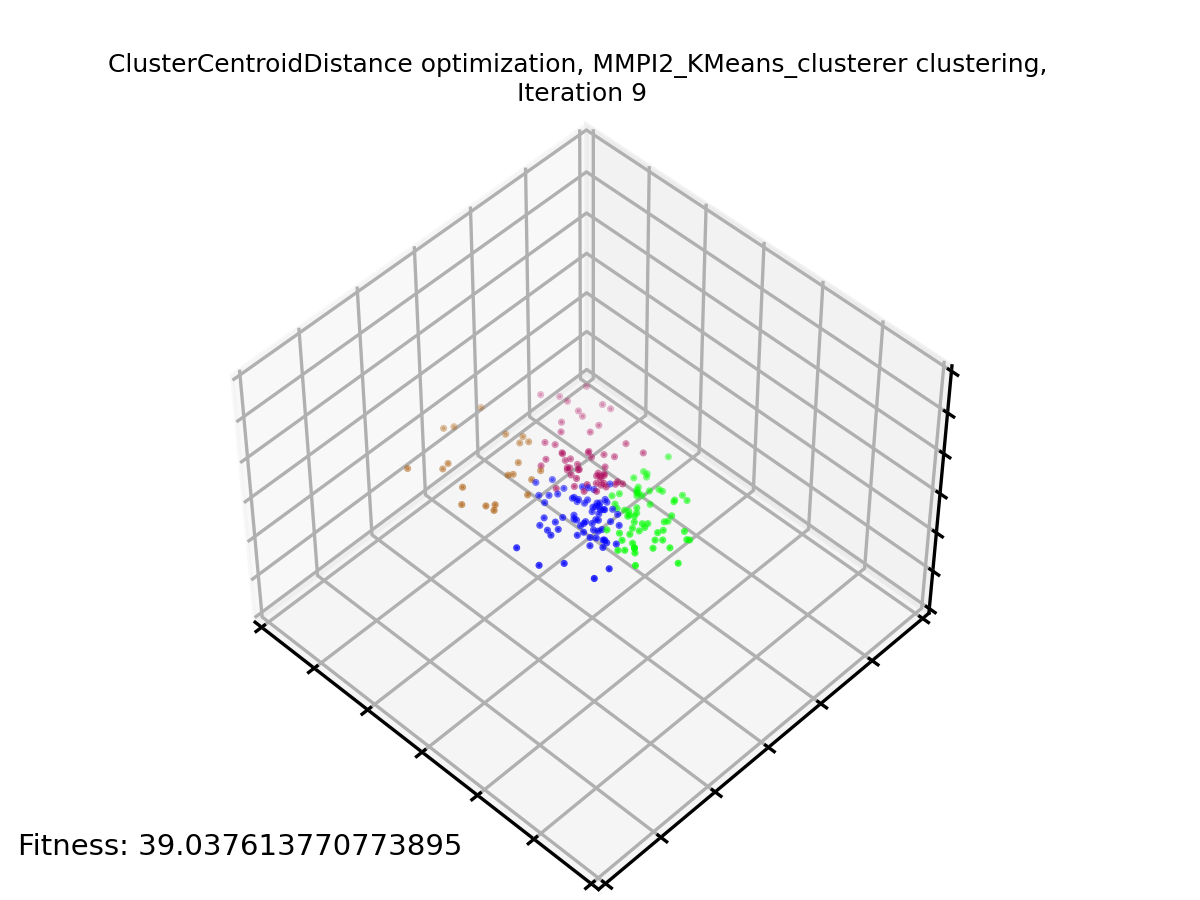 ClusterCentroidDistance optimization, MMPI2_KMeans_clusterer clustering,
Iteration 9
Fitness: 39.037613770773895